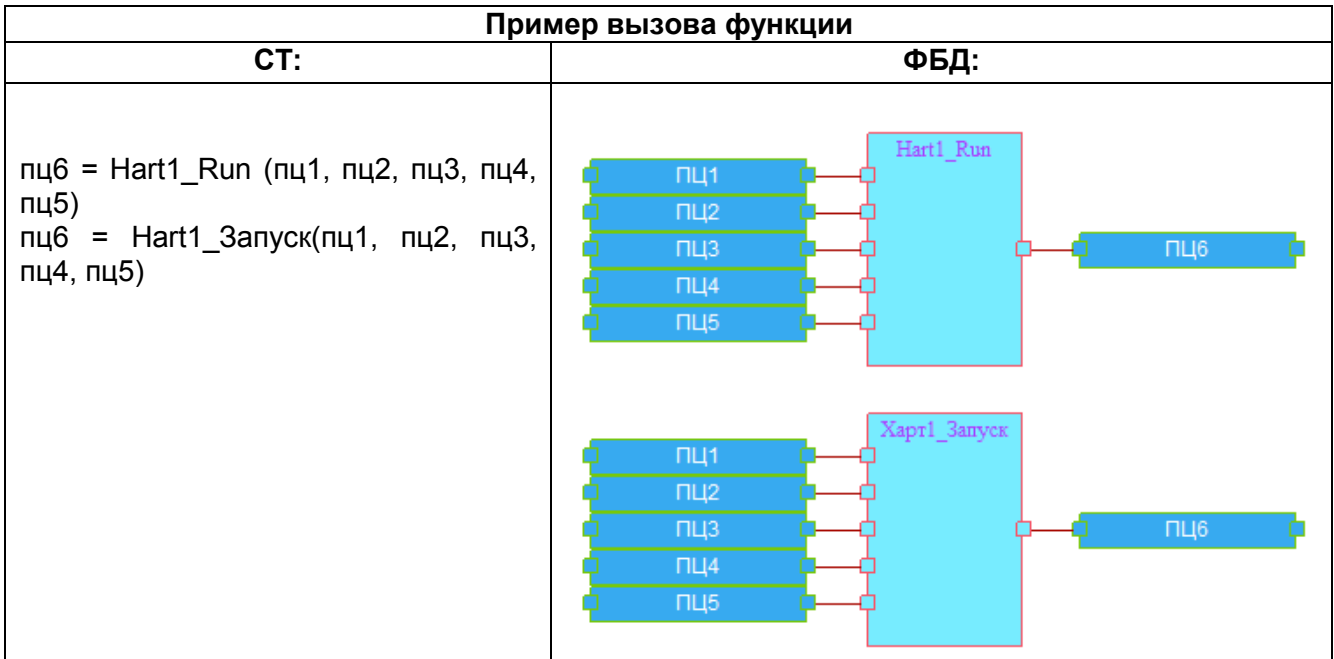 Пример вызова функции
СТ:
ФБД:
пц6 = Hart1_Run (пц1, пц2, пц3, пц4,
пц5)
пц6 = Hart1_Запуск(пц1, пц2, пц3,
пц4, пц5)
Hart1_Run
ПЦ1
ПЦ2
ПЦ3
ПЦ4
ПЦ5
ПЦ6
Харт1_Запуск
ПЦ1
ПЦ2
ПЦ3
ПЦ4
ПЦ5
ПЦ6